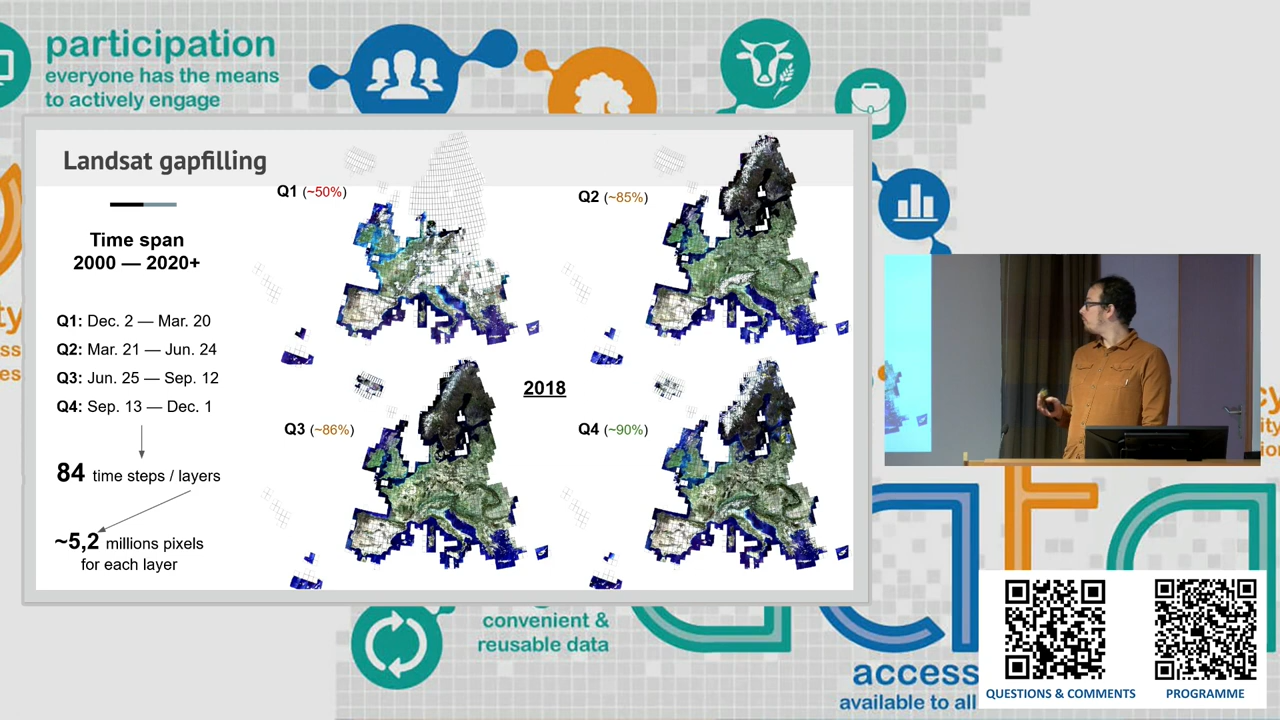 participation
everyone has the means
to actively engage
Landsat gapfilling
Time span
2000 — 2020+
Q1: Dec. 2 — Mar. 20
Q2: Mar. 21 — Jun. 24
Q3: Jun. 25 — Sep. 12
Q4: Sep. 13 — Dec. 1
84 time steps / layers
~5,2 millions pixels
for each layer
Q1 (~50%)
Q2 (~85%)
2018
Q3 (~86%)
Q4 (~90%)
convenient &
reusable data
access
available to all
QUESTIONS & COMMENTS
PROGRAMME